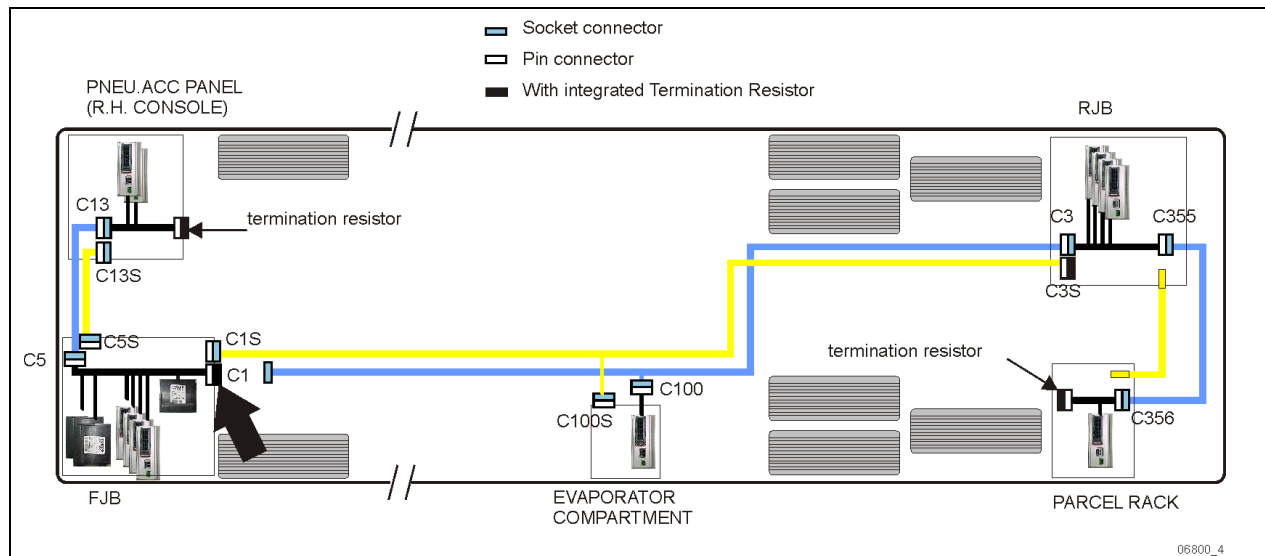 Socket connector
Pin connector
With integrated Termination Resistor
PNEU.ACC PANEL
(R.H. CONSOLE)
RJB
C13
termination resistor
C13S
C3
C355
C3S
C5
C5S
C1S
C1
C100
C100S
termination resistor
C356
FJB
EVAPORATOR
COMPARTMENT
PARCEL RACK
06800_4